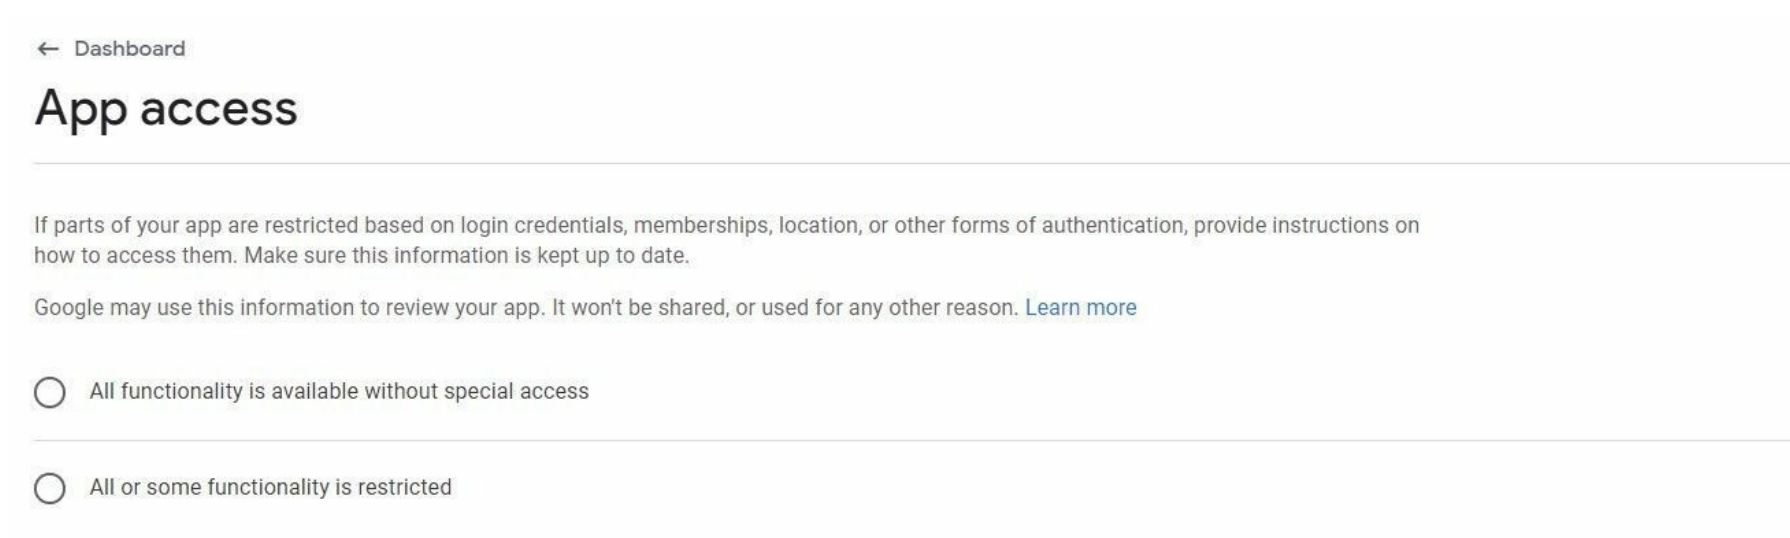 ← Dashboard
App access
If parts of your app are restricted based on login credentials, memberships, location, or other forms of authentication, provide instructions on
how to access them. Make sure this information is kept up to date.
Google may use this information to review your app. It won't be shared, or used for any other reason. Learn more
All functionality is available without special access
All or some functionality is restricted